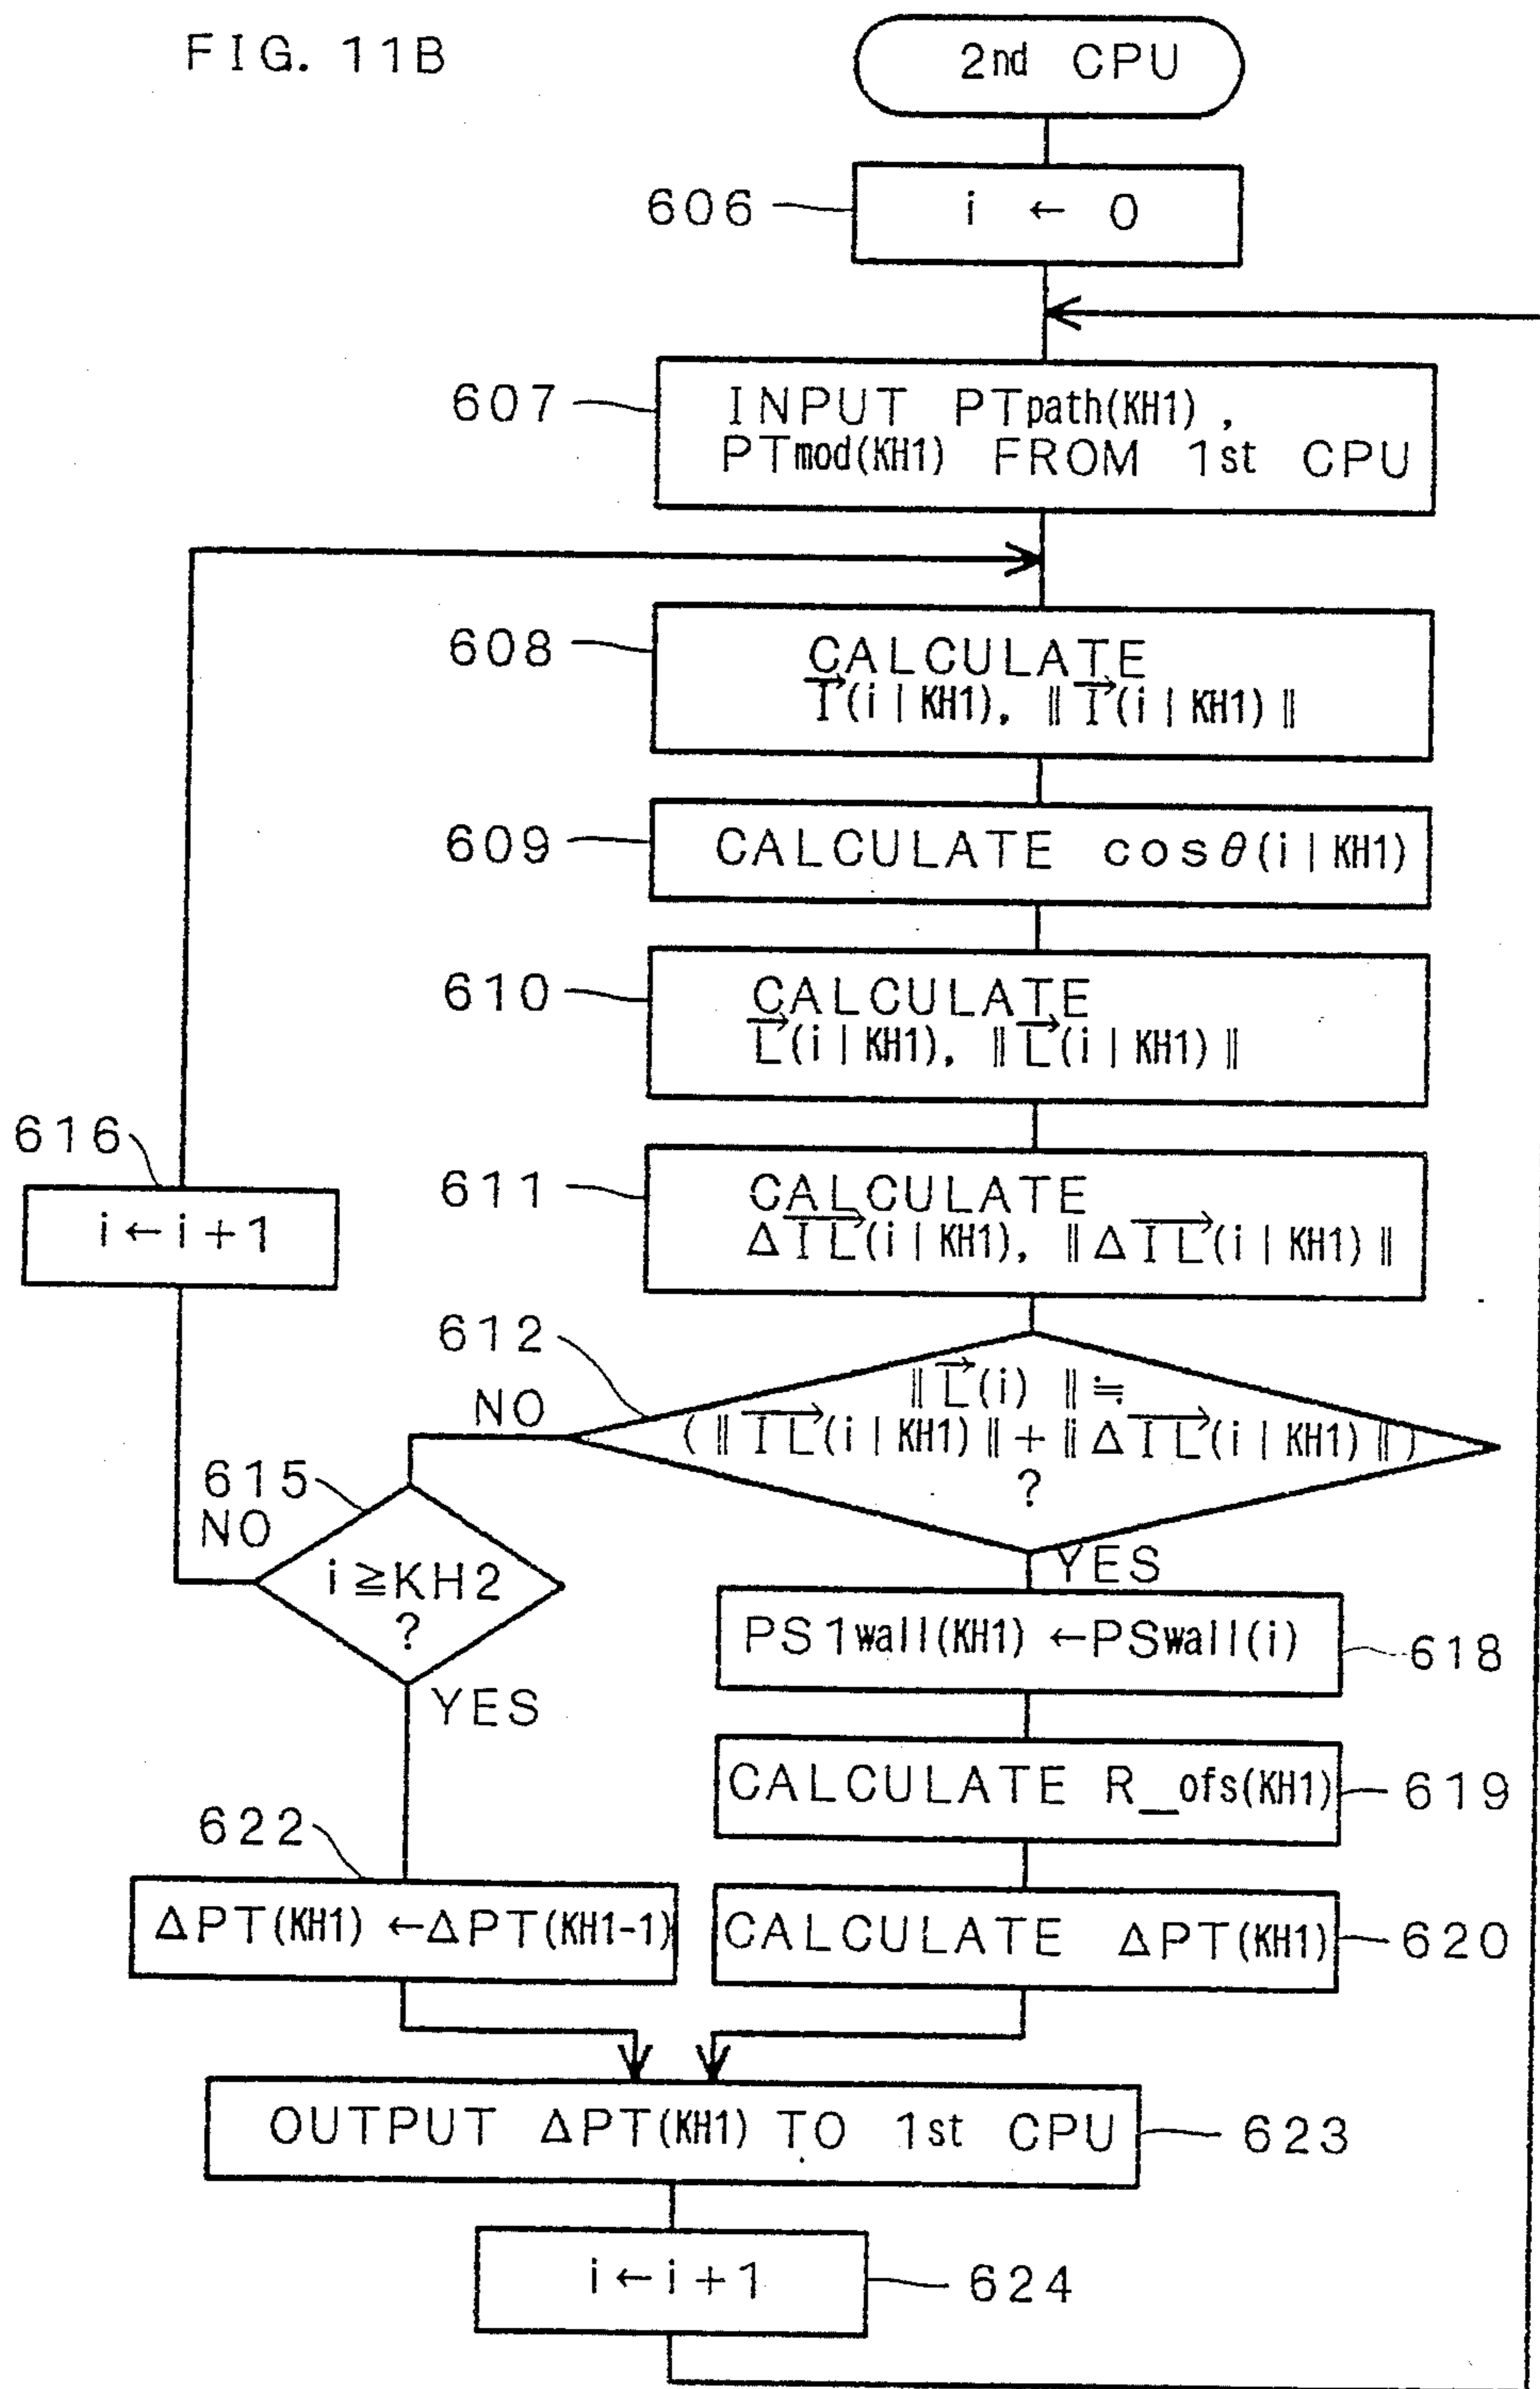 FIG. 11B
2nd CPU
606
i ← 0
607
INPUT PTpath(KH1),
PTmod(KH1) FROM 1st CPU
608
CALCULATE
I⃗(i|KH1), ‖I⃗(i|KH1)‖
609
CALCULATE cosθ(i|KH1)
610
CALCULATE
L⃗(i|KH1), ‖L⃗(i|KH1)‖
616
i←i+1
611
CALCULATE
ΔIL⃗(i|KH1), ‖ΔIL⃗(i|KH1)‖
612
NO
‖L⃗(i)‖≒
(‖IL⃗(i|KH1)‖+‖ΔIL⃗(i|KH1)‖)
?
615
NO
i≧KH2
?
YES
YES
PS1wall(KH1)←PSwall(i)
618
CALCULATE R_ofs(KH1)
619
622
ΔPT(KH1)←ΔPT(KH1-1)
CALCULATE ΔPT(KH1)
620
OUTPUT ΔPT(KH1) TO 1st CPU
623
i←i+1
624